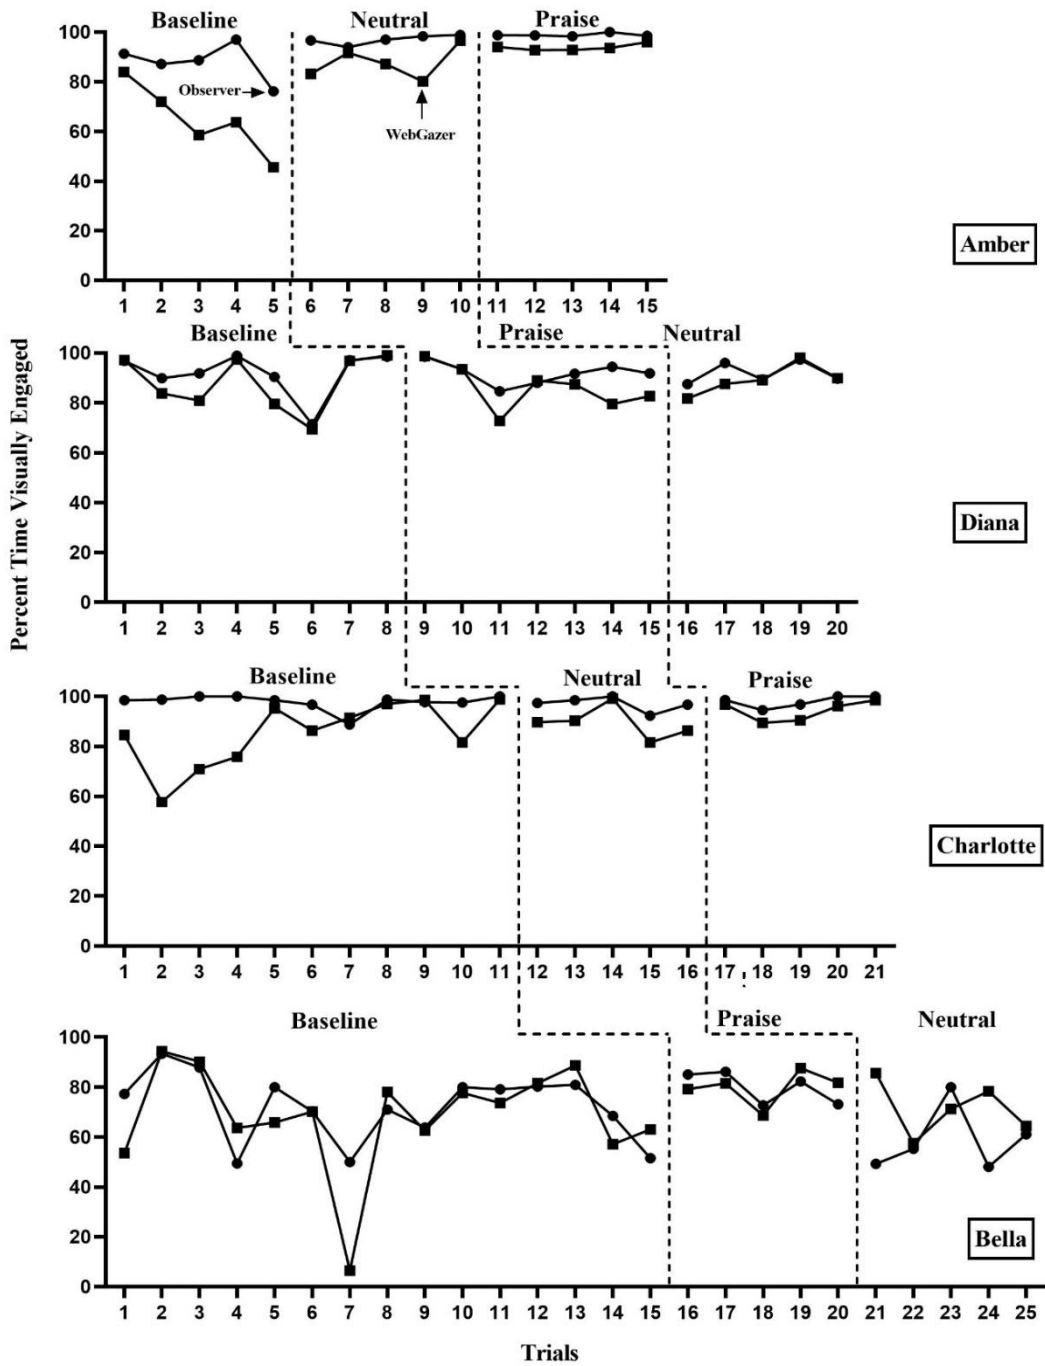 Baseline Neutral Praise
100
80
60
40
20
0
Observer
WebGazer
Amber
1 2 3 4 5 6 7 8 9 10 11 12 13 14 15
Baseline Praise Neutral
100
80
60
40
20
0
Diana
1 2 3 4 5 6 7 8 9 10 11 12 13 14 15 16 17 18 19 20
Percent Time Visually Engaged
Baseline Neutral Praise
100
80
60
40
20
0
Charlotte
1 2 3 4 5 6 7 8 9 10 11 12 13 14 15 16 17 18 19 20 21
Baseline Praise Neutral
100
80
60
40
20
0
Bella
1 2 3 4 5 6 7 8 9 10 11 12 13 14 15 16 17 18 19 20 21 22 23 24 25
Trials